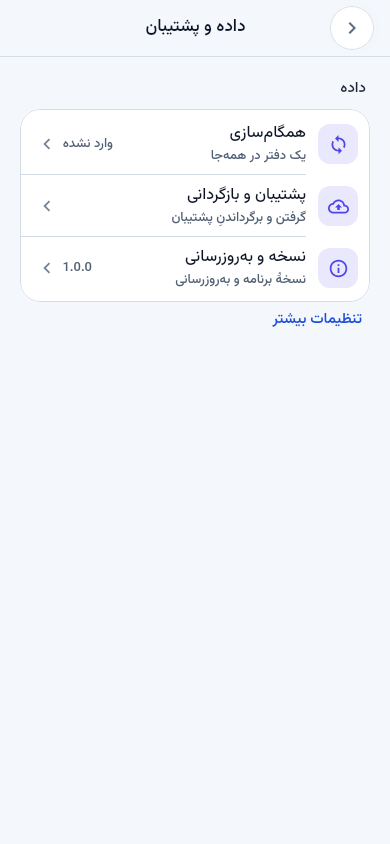 داده و پشتیبان
داده
همگام‌سازی
یک دفتر در همه‌جا
وارد نشده
پشتیبان و بازگردانی
گرفتن و برگرداندنِ پشتیبان
نسخه و به‌روزرسانی
نسخهٔ برنامه و به‌روزرسانی
1.0.0
تنظیمات بیشتر